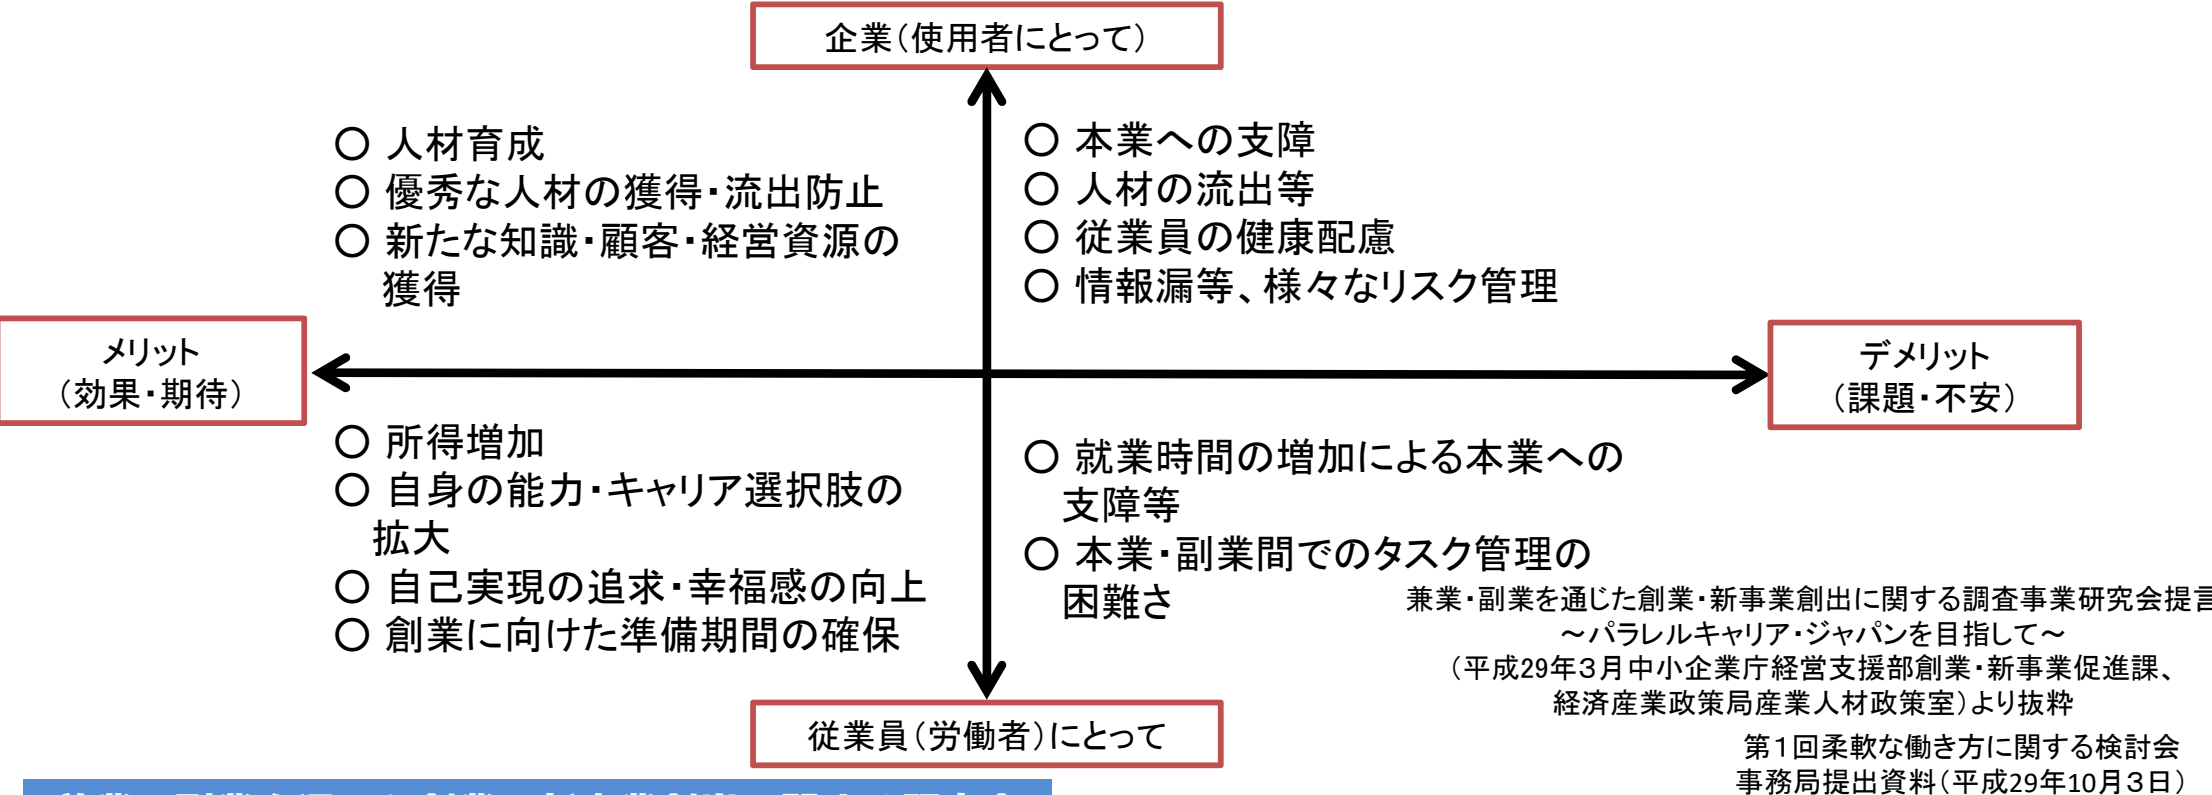 企業（使用者にとって）
○ 人材育成
○ 優秀な人材の獲得・流出防止
○ 新たな知識・顧客・経営資源の
獲得
○ 本業への支障
○ 人材の流出等
○ 従業員の健康配慮
○ 情報漏等、様々なリスク管理
メリット
（効果・期待）
デメリット
（課題・不安）
○ 所得増加
○ 自身の能力・キャリア選択肢の
拡大
○ 自己実現の追求・幸福感の向上
○ 創業に向けた準備期間の確保
○ 就業時間の増加による本業への
支障等
○ 本業・副業間でのタスク管理の
困難さ
兼業・副業を通じた創業・新事業創出に関する調査事業研究会提言
～パラレルキャリア・ジャパンを目指して～
（平成29年３月中小企業庁経営支援部創業・新事業促進課、
経済産業政策局産業人材政策室）より抜粋
従業員（労働者）にとって
第１回柔軟な働き方に関する検討会
事務局提出資料（平成29年10月３日）